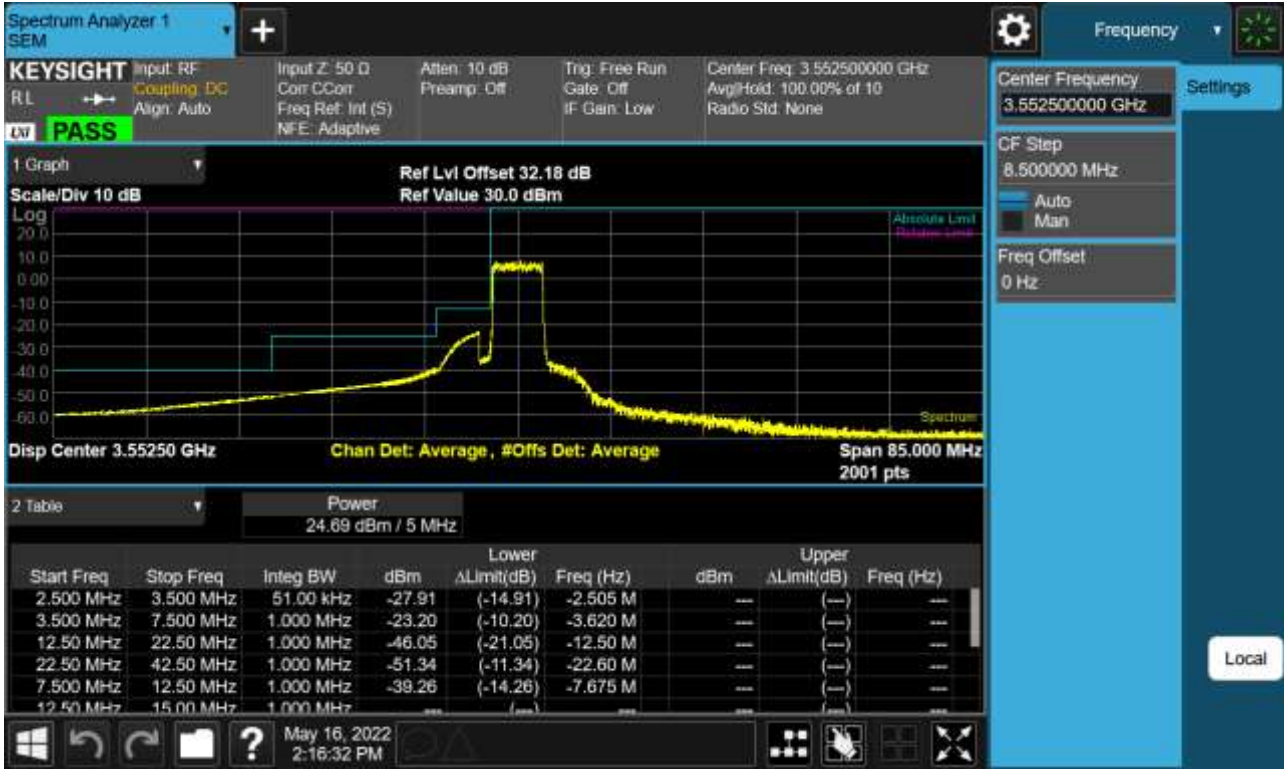 Spectrum Analyzer 1
SEM
+
Frequency
KEYSIGHT
RL
LXI
PASS
Input: RF
Coupling: DC
Align: Auto
Input Z: 50 Ω
Corr CCorr
Freq Ref: Int (S)
NFE: Adaptive
Atten: 10 dB
Preamp: Off
Trig: Free Run
Gate: Off
IF Gain: Low
Center Freq: 3.552500000 GHz
Avg|Hold: 100.00% of 10
Radio Std: None
Center Frequency
3.552500000 GHz
Settings
CF Step
8.500000 MHz
Auto
Man
Freq Offset
0 Hz
Local
1 Graph
Scale/Div 10 dB
Ref Lvl Offset 32.18 dB
Ref Value 30.0 dBm
Log
20.0
10.0
0.00
-10.0
-20.0
-30.0
-40.0
-50.0
-60.0
Absolute Limit
Relative Limit
Spectrum
Disp Center 3.55250 GHz
Chan Det: Average , #Offs Det: Average
Span 85.000 MHz
2001 pts
2 Table
Power
24.69 dBm / 5 MHz
Lower Upper
Start Freq Stop Freq Integ BW dBm ΔLimit(dB) Freq (Hz) dBm ΔLimit(dB) Freq (Hz)
2.500 MHz 3.500 MHz 51.00 kHz -27.91 (-14.91) -2.505 M --- (---) ---
3.500 MHz 7.500 MHz 1.000 MHz -23.20 (-10.20) -3.620 M --- (---) ---
12.50 MHz 22.50 MHz 1.000 MHz -46.05 (-21.05) -12.50 M --- (---) ---
22.50 MHz 42.50 MHz 1.000 MHz -51.34 (-11.34) -22.60 M --- (---) ---
7.500 MHz 12.50 MHz 1.000 MHz -39.26 (-14.26) -7.675 M --- (---) ---
12.50 MHz 15.00 MHz 1.000 MHz --- (---) --- --- (---) ---
?
May 16, 2022
2:16:32 PM